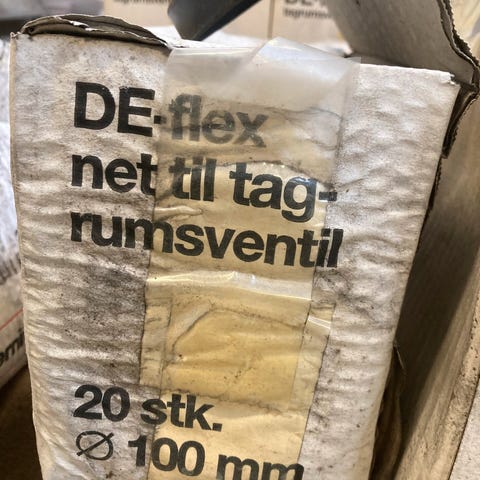 DE-flex
net til tag-
rumsventil
20 stk.
Ø 100 mm